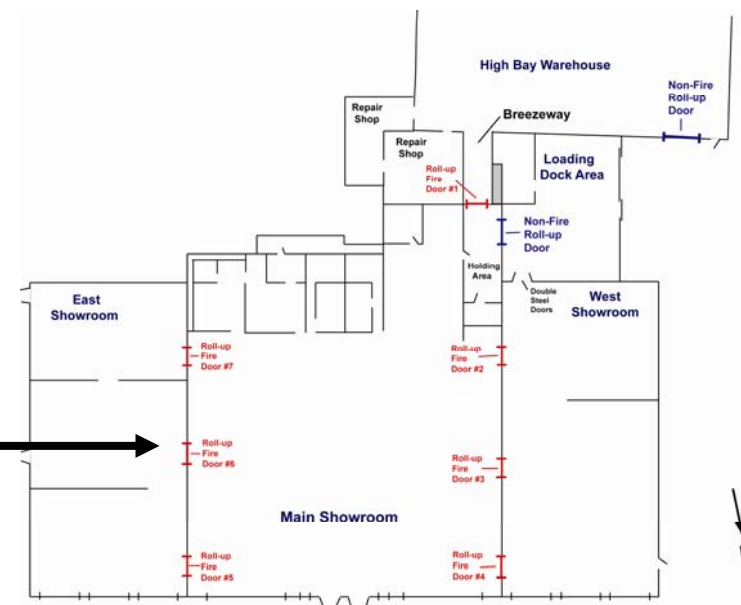 High Bay Warehouse
Non-Fire
Roll-up
Door
Repair
Shop
Breezeway
Repair
Shop
Loading
Dock Area
Roll-up
Fire
Door #1
Non-Fire
Roll-up
Door
Holding
Area
Double
Steel
Doors
East
Showroom
West
Showroom
Roll-up
Fire
Door #7
Roll-up
Fire
Door #2
Roll-up
Fire
Door #6
Roll-up
Fire
Door #3
Main Showroom
Roll-up
Fire
Door #5
Roll-up
Fire
Door #4